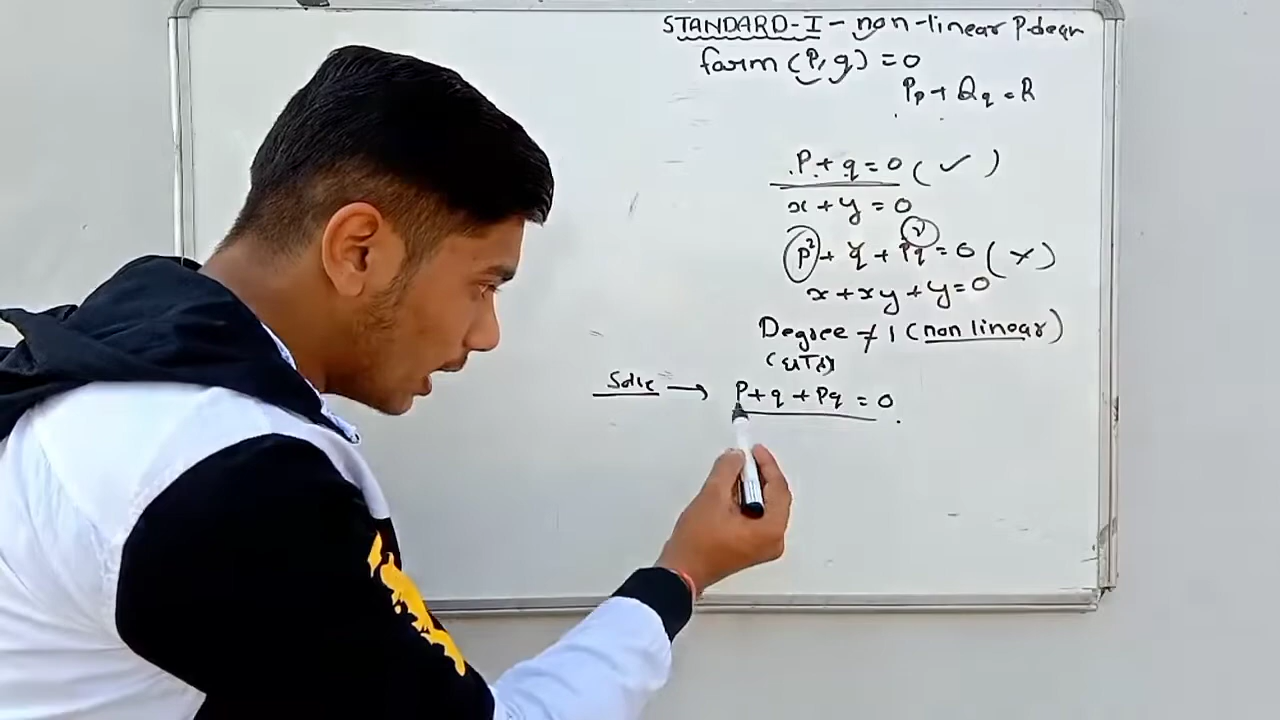 STANDARD-I - non-linear P.deqn
form (P, q) = 0
Pp + Qq = R
P + q = 0 (✓)
x + y = 0
p² + q + Pq = 0 (×)
x + xy + y = 0
Degree ≠ 1 (non linear)
Solve → P + q + Pq = 0